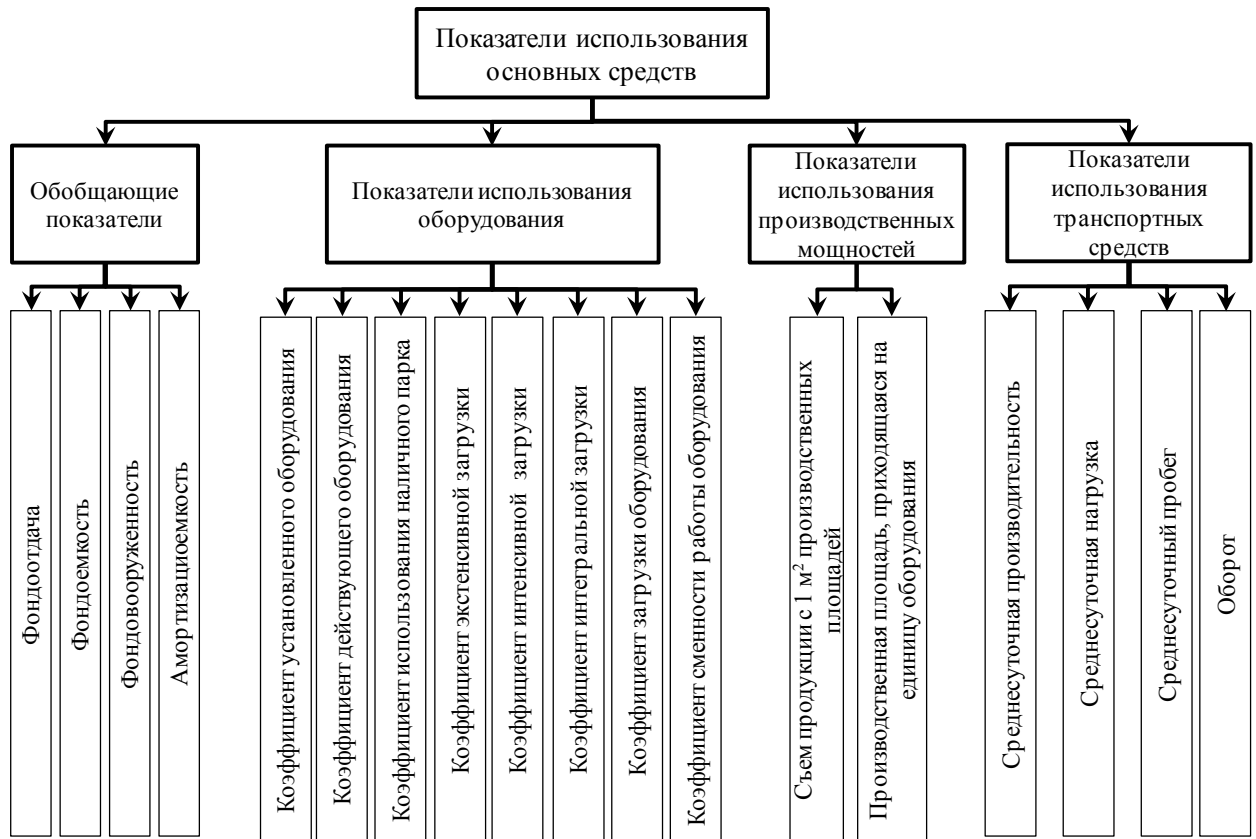 Показатели использования
основных средств
Обобщающие
показатели
Показатели использования
оборудования
Показатели
использования
производственных
мощностей
Показатели
использования
транспортных
средств
Фондоотдача
Фондоемкость
Фондовооруженность
Амортизациоемкость
Коэффициент установленного оборудования
Коэффициент действующего оборудования
Коэффициент использования наличного парка
Коэффициент экстенсивной загрузки
Коэффициент интенсивной загрузки
Коэффициент интегральной загрузки
Коэффициент загрузки оборудования
Коэффициент сменности работы оборудования
Съем продукции с 1 м² производственных
площадей
Производственная площадь, приходящаяся на
единицу оборудования
Среднесуточная производительность
Среднесуточная нагрузка
Среднесуточный пробег
Оборот